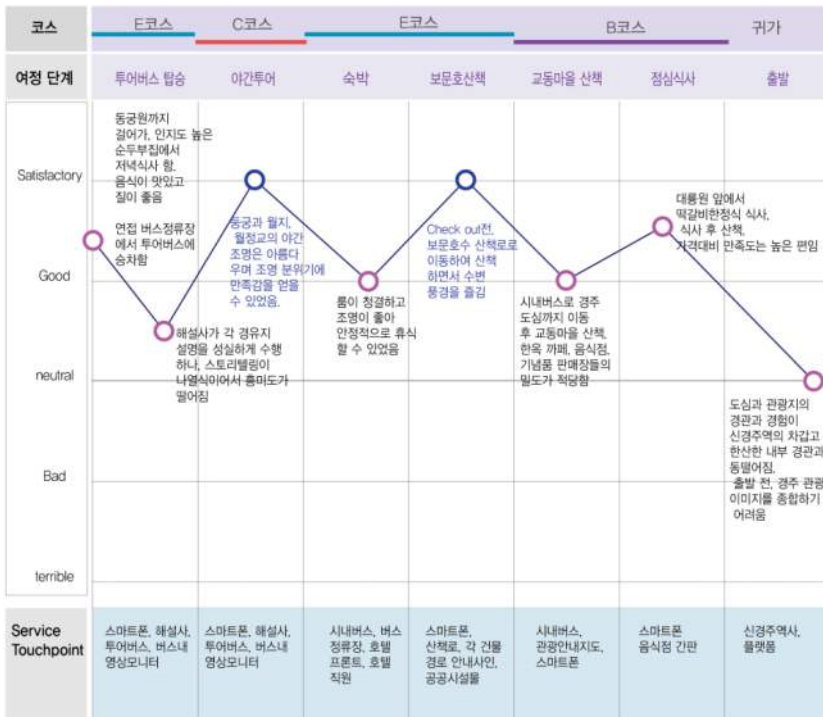 코스
E코스
C코스
E코스
B코스
귀가
여정 단계
투어버스 탑승
야간투어
숙박
보문호산책
교동마을 산책
점심식사
출발
Satisfactory
Good
neutral
Bad
terrible
동궁원까지
걸어가, 인지도 높은
순두부집에서
저녁식사 함.
음식이 맛있고
질이 좋음
연접 버스정류장
에서 투어버스에
승차함
해설사가 각 경유지
설명을 성실하게 수행
하나, 스토리텔링이
나열식이어서 흥미도가
떨어짐
동궁과 월지,
월정교의 야간
조명은 아름다
우며 조명 분위기에
만족감을 얻을
수 있었음.
룸이 청결하고
조명이 좋아
안정적으로 휴식
할 수 있었음
Check out전,
보문호수 산책로로
이동하여 산책
하면서 수변
풍경을 즐김
시내버스로 경주
도심까지 이동
후 교동마을 산책,
한옥 까페, 음식점,
기념품 판매장들의
밀도가 적당함
대릉원 앞에서
떡갈비한정식 식사,
식사 후 산책,
가격대비 만족도는 높은 편임
도심과 관광지의
경관과 경험이
신경주역의 차갑고
한산한 내부 경관과
동떨어짐.
출발 전, 경주 관광
이미지를 종합하기
어려움
Service
Touchpoint
스마트폰, 해설사,
투어버스, 버스내
영상모니터
스마트폰, 해설사,
투어버스, 버스내
영상모니터
시내버스, 버스
정류장, 호텔
프론트, 호텔
직원
스마트폰,
산책로, 각 건물
경로 안내사인,
공공시설물
시내버스,
관광안내지도,
스마트폰
스마트폰
음식점 간판
신경주역사,
플랫폼